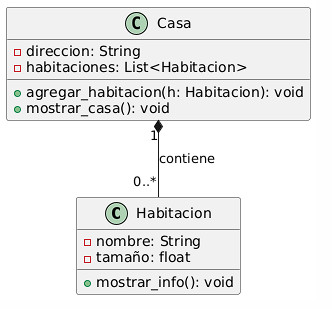 C Casa
direccion: String
habitaciones: List<Habitacion>
agregar_habitacion(h: Habitacion): void
mostrar_casa(): void
1
contiene
0..*
C Habitacion
nombre: String
tamaño: float
mostrar_info(): void